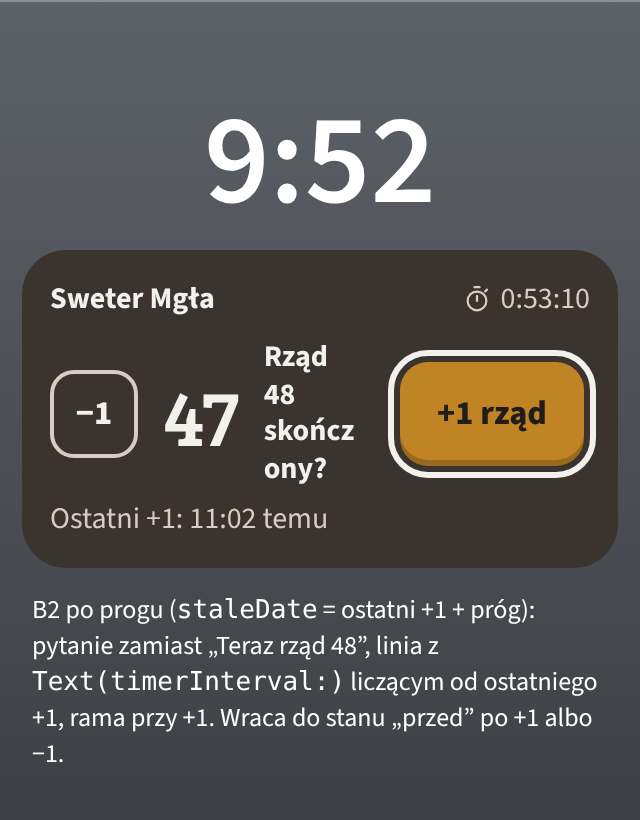 9:52
Sweter Mgła
0:53:10
−1
47
Rząd
48
skończ
ony?
+1 rząd
Ostatni +1: 11:02 temu
B2 po progu (staleDate = ostatni +1 + próg):
pytanie zamiast „Teraz rząd 48”, linia z
Text(timerInterval:) liczącym od ostatniego
+1, rama przy +1. Wraca do stanu „przed” po +1 albo
−1.